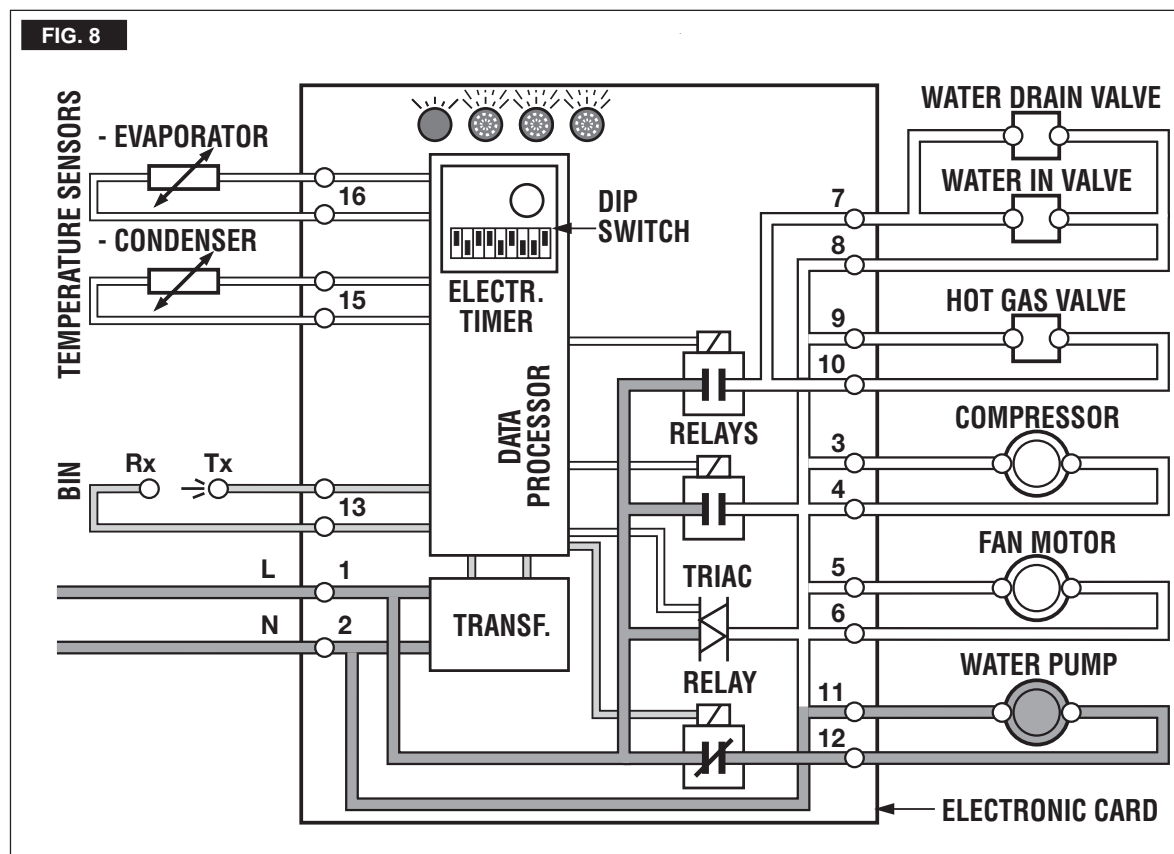 FIG. 8
TEMPERATURE SENSORS
- EVAPORATOR
16
- CONDENSER
15
BIN
Rx
Tx
13
L
1
N
2
DIP
SWITCH
ELECTR.
TIMER
DATA
PROCESSOR
TRANSF.
RELAYS
TRIAC
RELAY
WATER DRAIN VALVE
WATER IN VALVE
7
8
HOT GAS VALVE
9
10
COMPRESSOR
3
4
FAN MOTOR
5
6
WATER PUMP
11
12
ELECTRONIC CARD